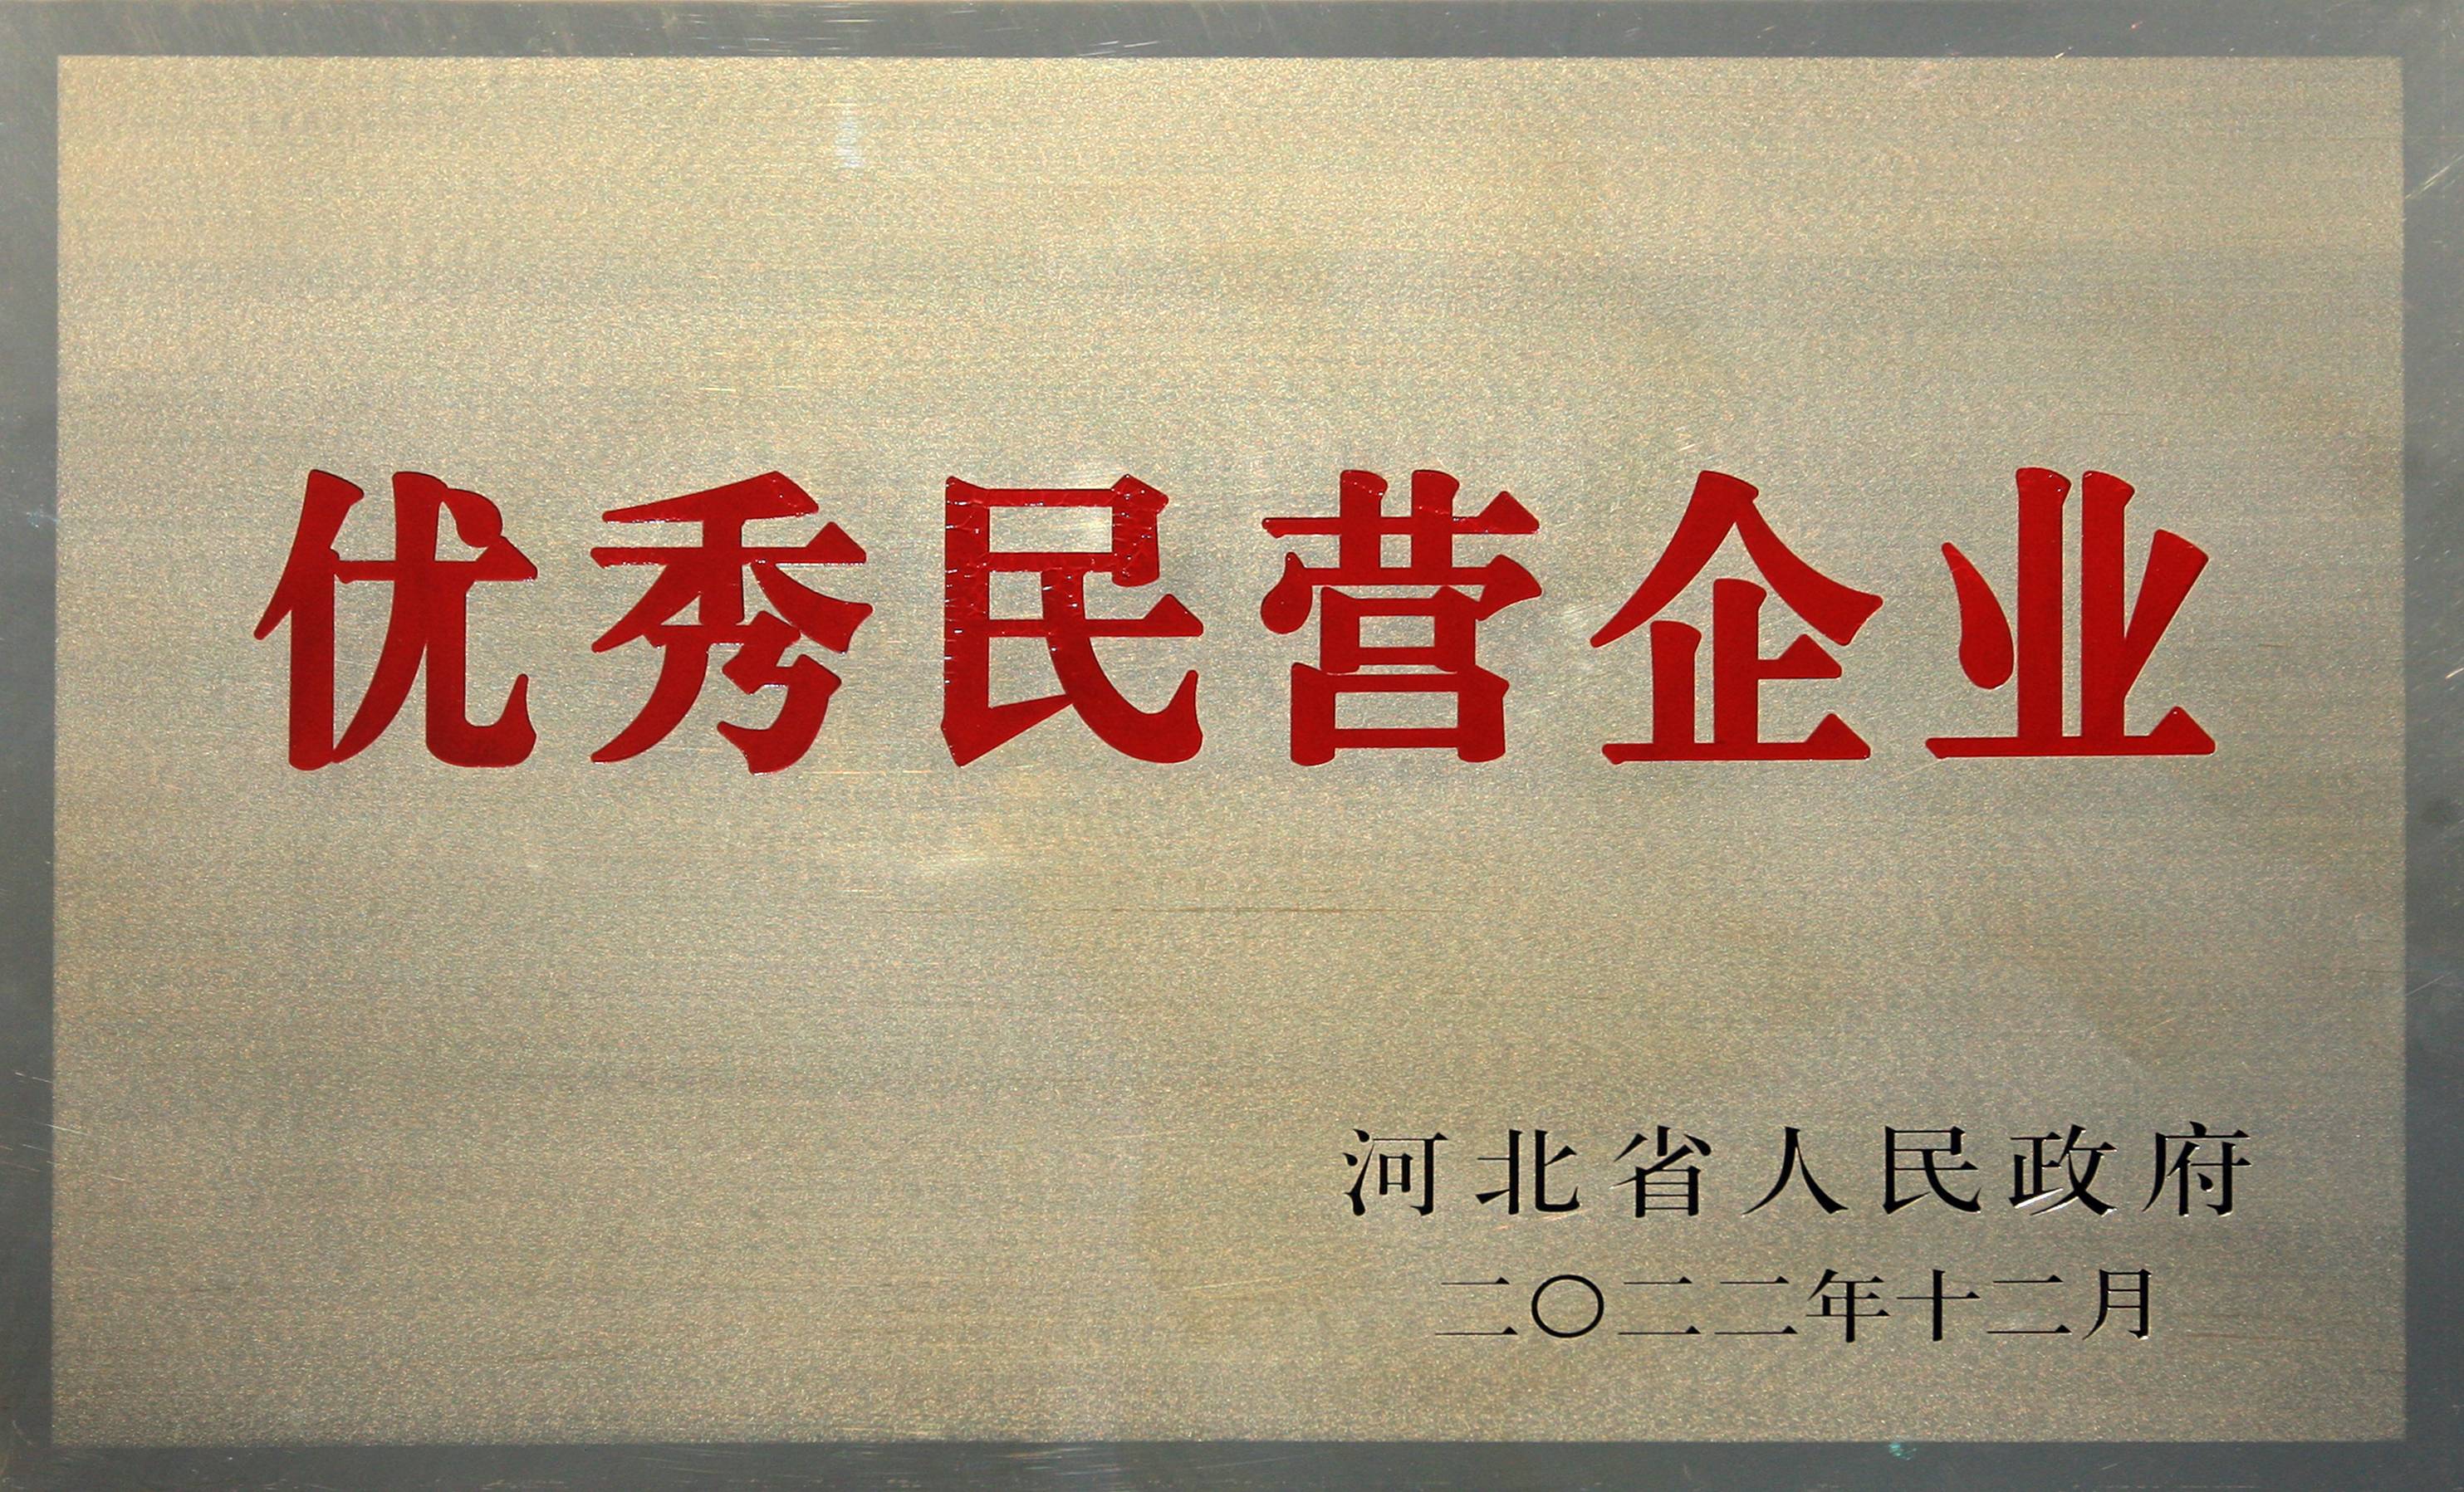 优秀民营企业
河北省人民政府
二〇二二年十二月